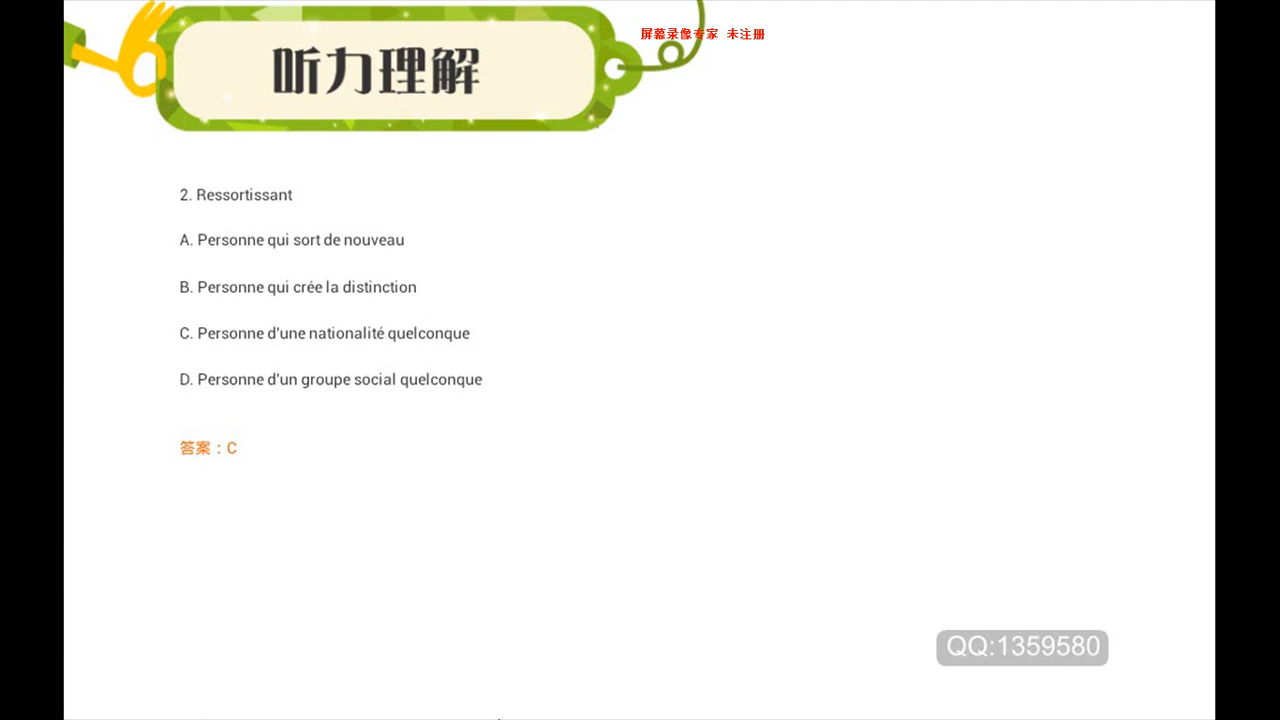 屏幕录像专家 未注册
听力理解
2. Ressortissant
A. Personne qui sort de nouveau
B. Personne qui crée la distinction
C. Personne d'une nationalité quelconque
D. Personne d'un groupe social quelconque
答案：C
QQ:1359580